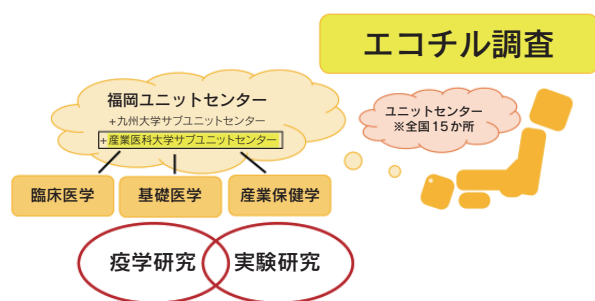 エコチル調査
福岡ユニットセンター
+九州大学サブユニットセンター
+産業医科大学サブユニットセンター
ユニットセンター
※全国15か所
臨床医学
基礎医学
産業保健学
疫学研究
実験研究